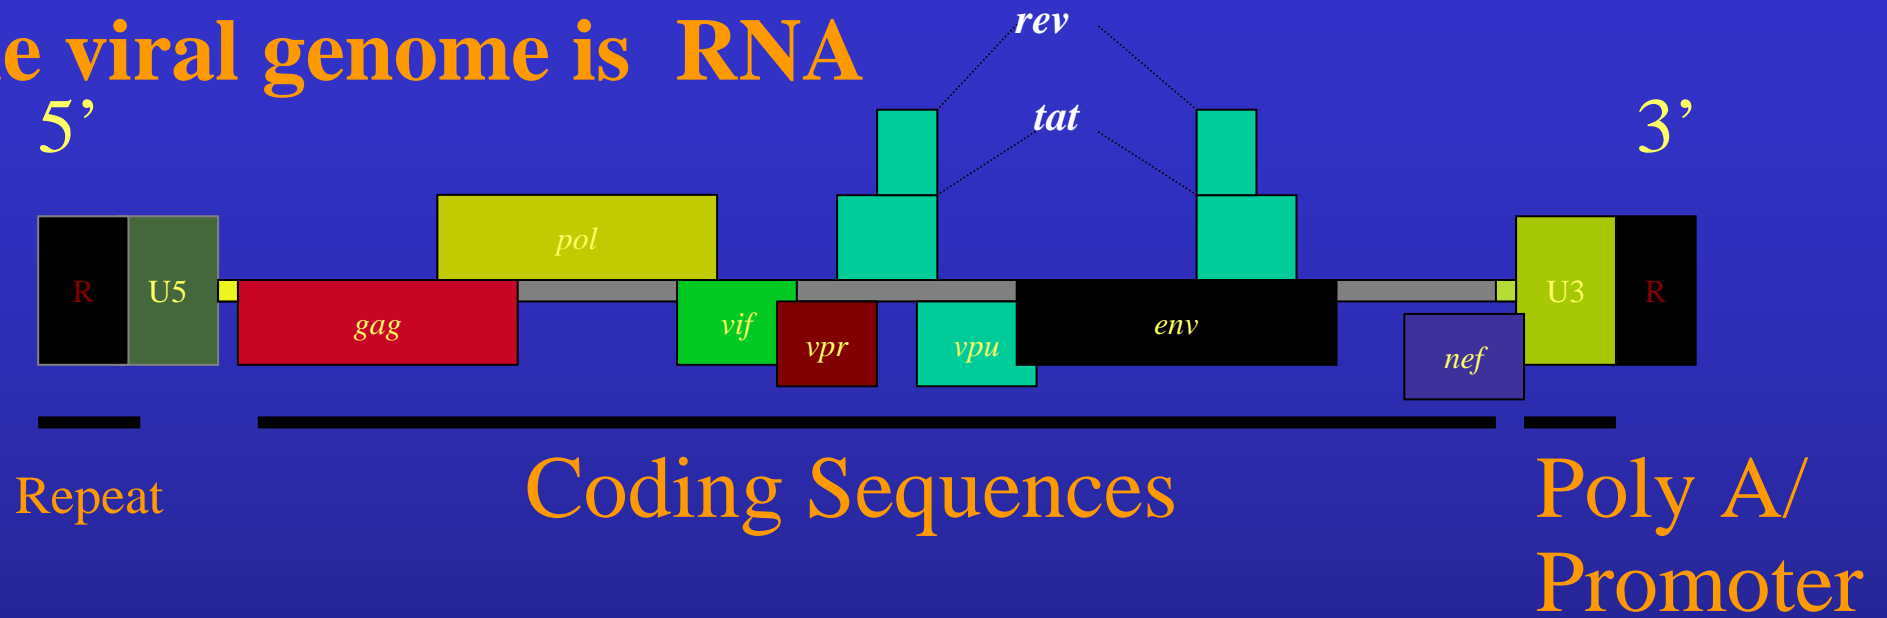 e viral genome is RNA
rev
tat
5’
3’
pol
R
U5
gag
vif
vpr
vpu
env
nef
U3
R
Repeat
Coding Sequences
Poly A/
Promoter